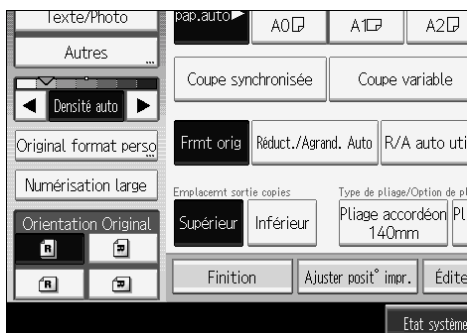 Texte/Photo
Autres
Densité auto
Original format perso
Numérisation large
Orientation Original
R R
R R
pap.auto▶ A0 A1 A2
Coupe synchronisée Coupe variable
Frmt orig Réduct./Agrand. Auto R/A auto uti
Emplacemnt sortie copies Type de pliage/Option de pl
Supérieur Inférieur Pliage accordéon Pl
140mm
Finition Ajuster posit° impr. Édite
Etat système